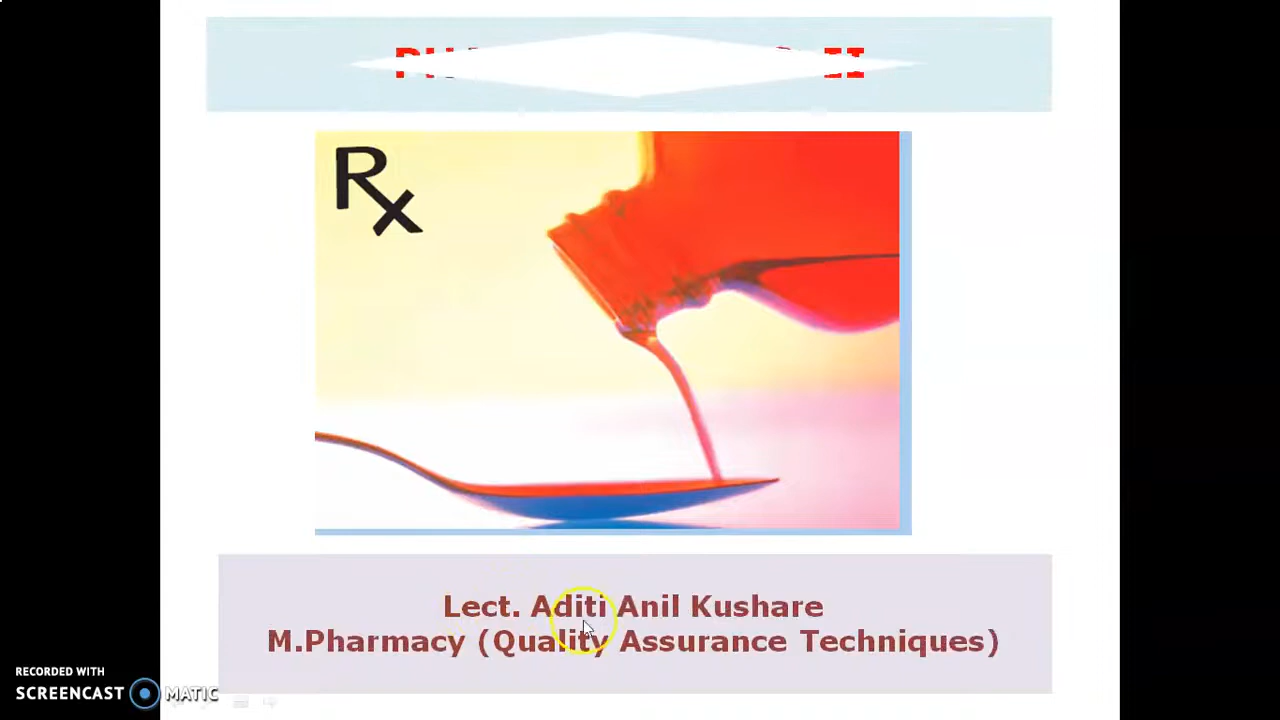 Rx
Lect. Aditi Anil Kushare
M.Pharmacy (Quality Assurance Techniques)
RECORDED WITH
SCREENCAST MATIC